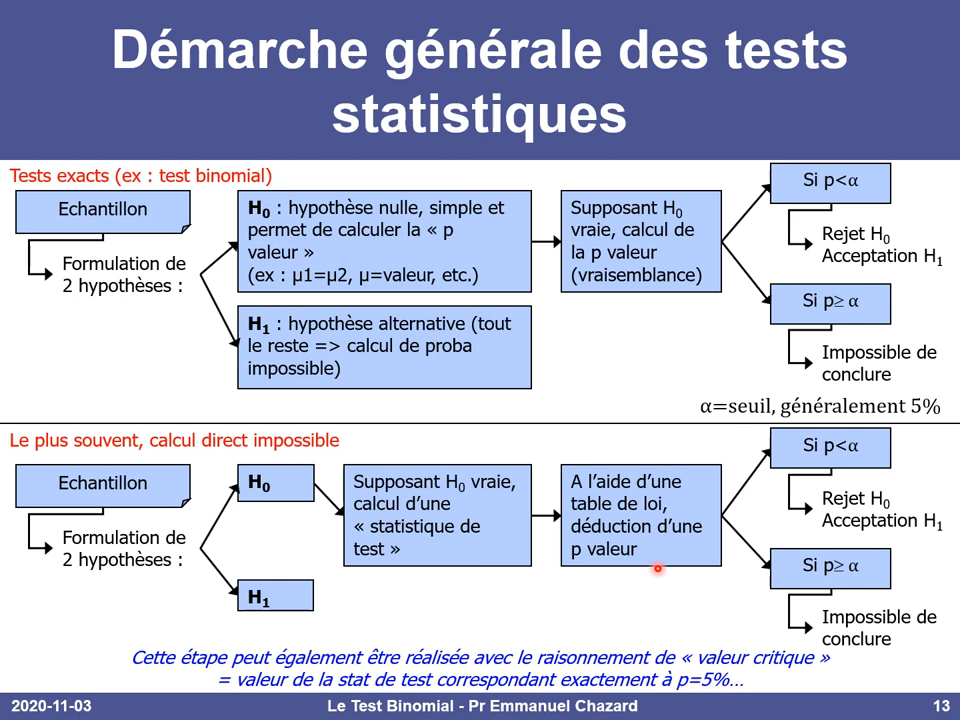 Démarche générale des tests
statistiques
Tests exacts (ex : test binomial)
Echantillon
Formulation de
2 hypothèses :
H0 : hypothèse nulle, simple et
permet de calculer la « p
valeur »
(ex : µ1=µ2, µ=valeur, etc.)
H1 : hypothèse alternative (tout
le reste => calcul de proba
impossible)
Supposant H0
vraie, calcul de
la p valeur
(vraisemblance)
Si p<α
Rejet H0
Acceptation H1
Si p≥ α
Impossible de
conclure
α=seuil, généralement 5%
Le plus souvent, calcul direct impossible
Echantillon
Formulation de
2 hypothèses :
H0
H1
Supposant H0 vraie,
calcul d’une
« statistique de
test »
A l’aide d’une
table de loi,
déduction d’une
p valeur
Si p<α
Rejet H0
Acceptation H1
Si p≥ α
Impossible de
conclure
Cette étape peut également être réalisée avec le raisonnement de « valeur critique »
= valeur de la stat de test correspondant exactement à p=5%…
2020-11-03
Le Test Binomial - Pr Emmanuel Chazard
13